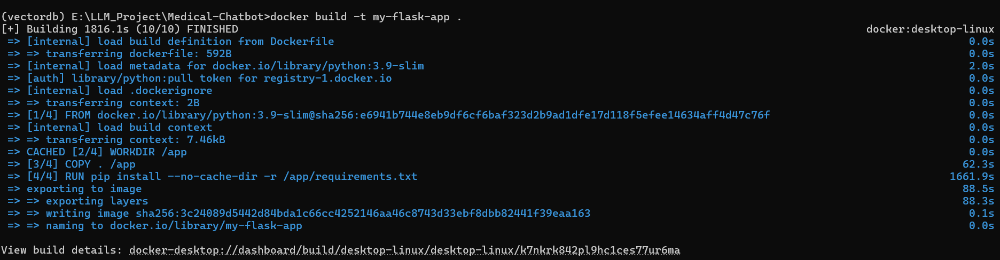 (vectordb) E:\LLM_Project\Medical-Chatbot>docker build -t my-flask-app .
[+] Building 1816.1s (10/10) FINISHED docker:desktop-linux
=> [internal] load build definition from Dockerfile 0.0s
=> => transferring dockerfile: 592B 0.0s
=> [internal] load metadata for docker.io/library/python:3.9-slim 2.0s
=> [auth] library/python:pull token for registry-1.docker.io 0.0s
=> [internal] load .dockerignore 0.0s
=> => transferring context: 2B 0.0s
=> [1/4] FROM docker.io/library/python:3.9-slim@sha256:e6941b744e8eb9df6cf6baf323d2b9ad1dfe17d118f5efee14634aff4d47c76f 0.0s
=> [internal] load build context 0.0s
=> => transferring context: 7.46kB 0.0s
=> CACHED [2/4] WORKDIR /app 0.0s
=> [3/4] COPY . /app 62.3s
=> [4/4] RUN pip install --no-cache-dir -r /app/requirements.txt 1661.9s
=> exporting to image 88.5s
=> => exporting layers 88.3s
=> => writing image sha256:3c24089d5442d84bda1c66cc4252146aa46c8743d33ebf8dbb82441f39eaa163 0.1s
=> => naming to docker.io/library/my-flask-app 0.0s
View build details: docker-desktop://dashboard/build/desktop-linux/desktop-linux/k7nkrk842pl9hc1ces77ur6ma